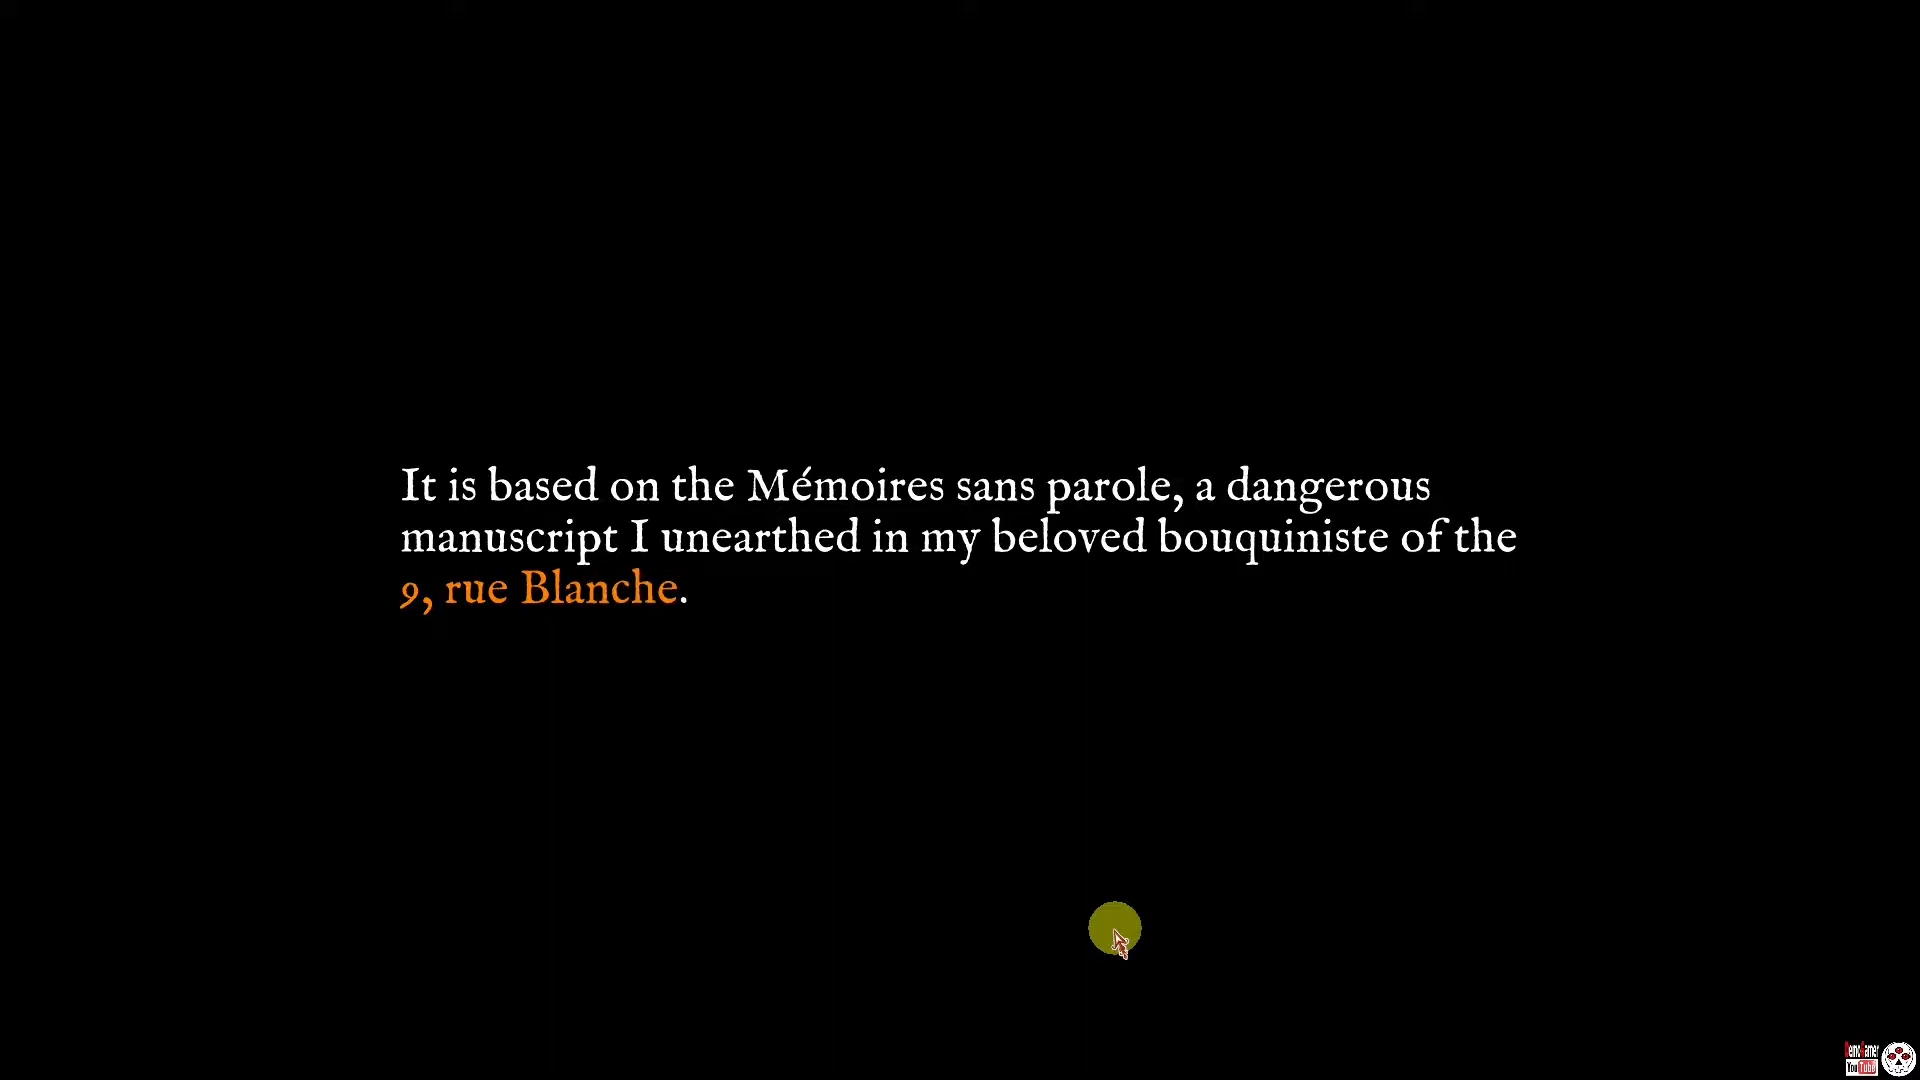 It is based on the Mémoires sans parole, a dangerous
manuscript I unearthed in my beloved bouquiniste of the
9, rue Blanche.
YouTube